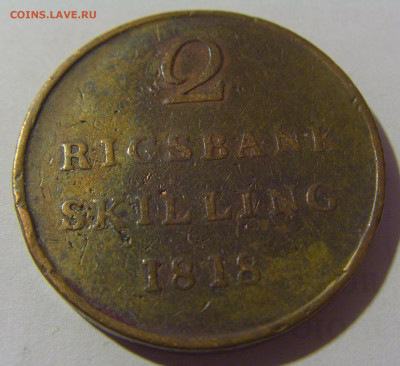 COINS.LAVE.RU
2
RIGSBANK
SKILLING
1818